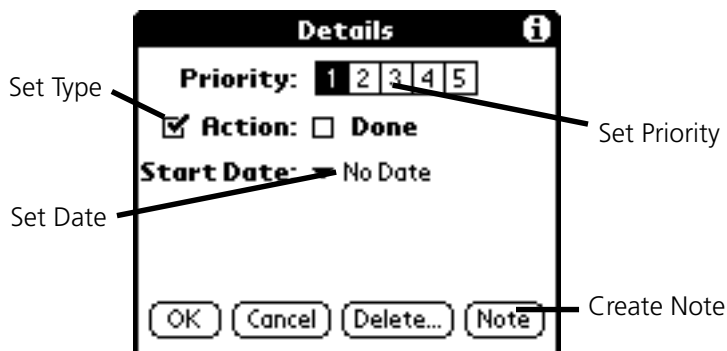 Details i
Priority: 1 2 3 4 5
Set Type
Action: Done
Set Priority
Start Date: No Date
Set Date
OK Cancel Delete... Note
Create Note